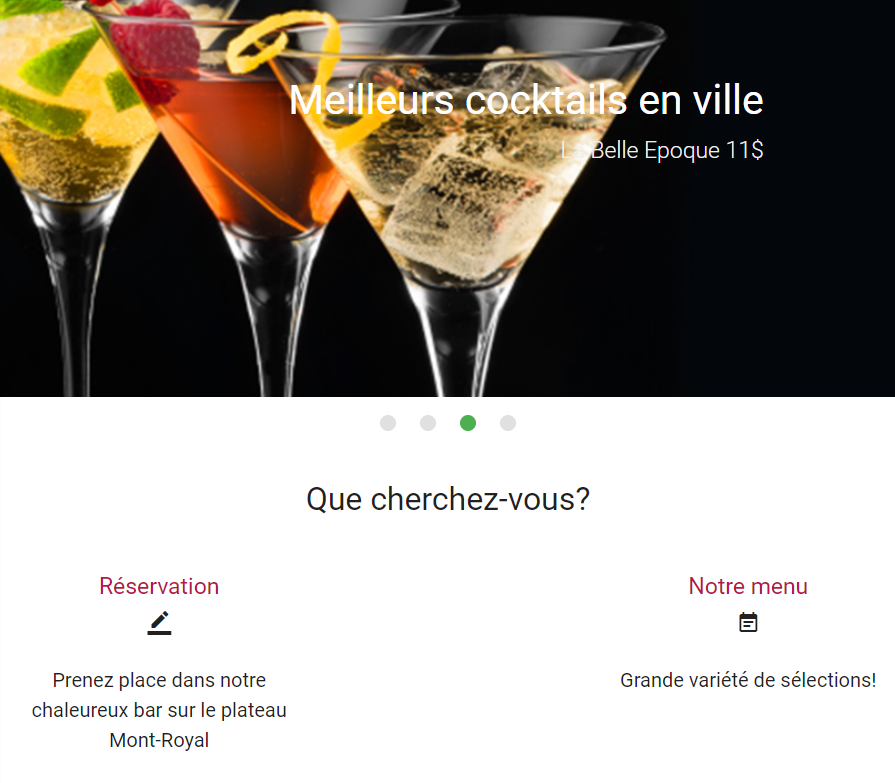 Meilleurs cocktails en ville
La Belle Epoque 11$
Que cherchez-vous?
Réservation
Prenez place dans notre
chaleureux bar sur le plateau
Mont-Royal
Notre menu
Grande variété de sélections!